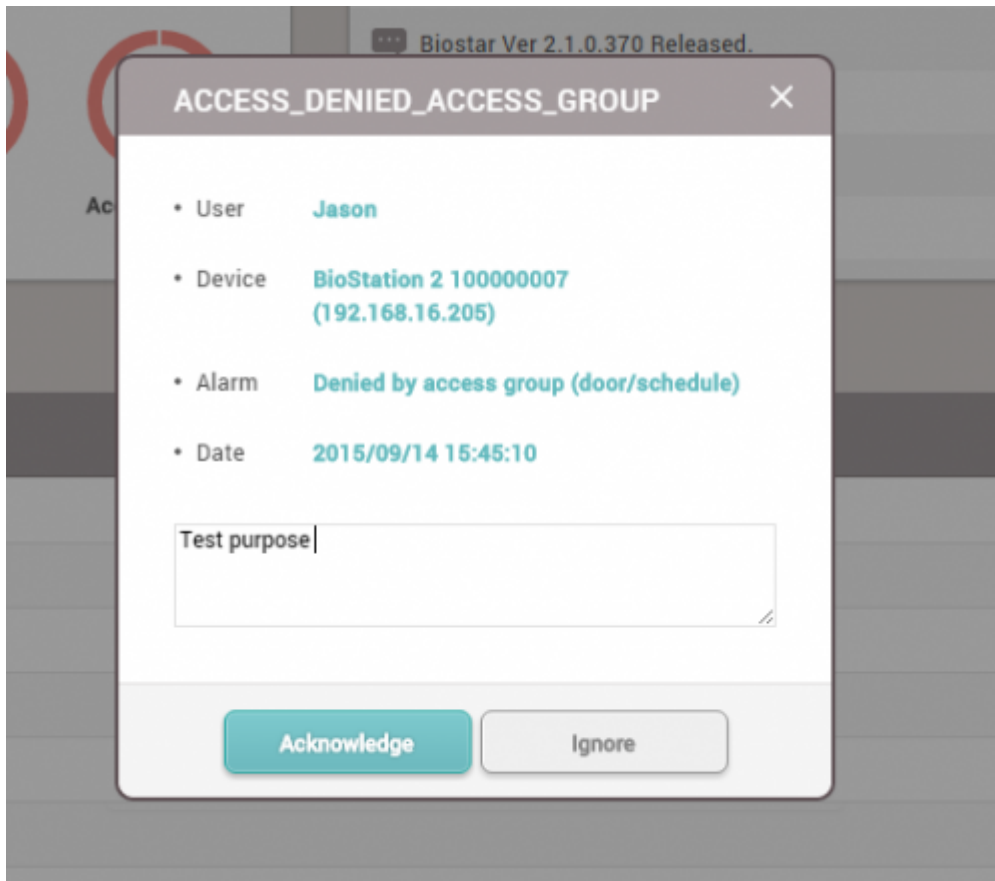 Biostar Ver 2.1.0.370 Released.
ACCESS_DENIED_ACCESS_GROUP
Ac
• User Jason
• Device BioStation 2 100000007
(192.168.16.205)
• Alarm Denied by access group (door/schedule)
• Date 2015/09/14 15:45:10
Test purpose
Acknowledge Ignore